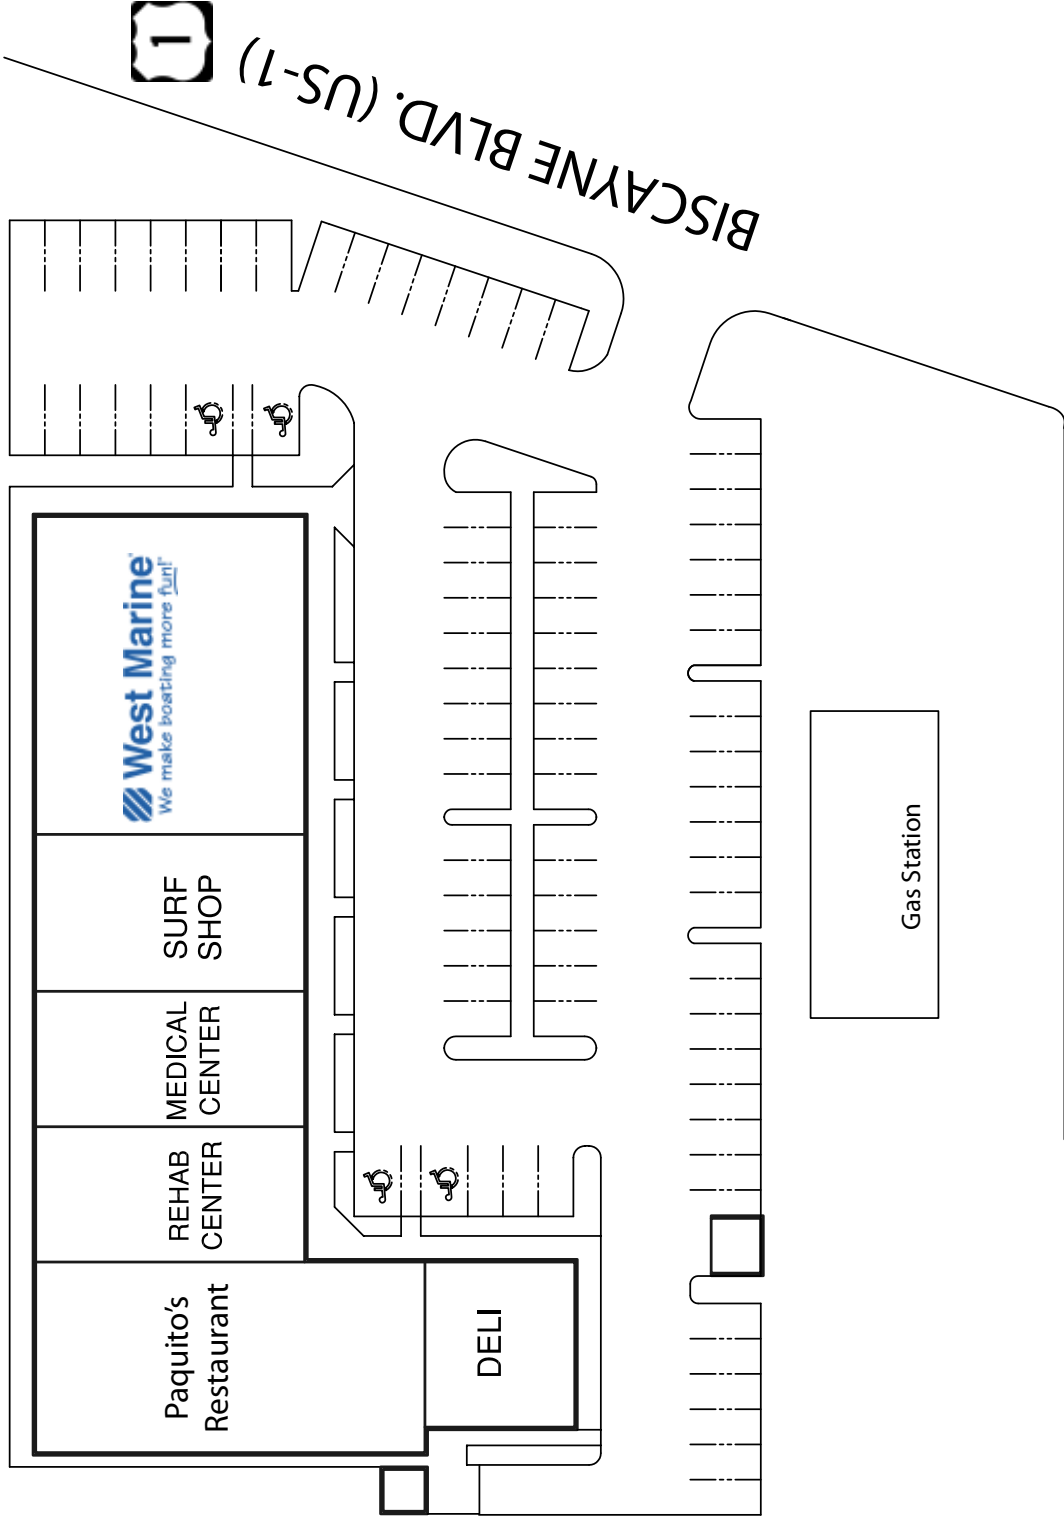 1
BISCAYNE BLVD. (US-1)
West Marine
We make boating more fun!
SURF
SHOP
MEDICAL
CENTER
REHAB
CENTER
Paquito's
Restaurant
DELI
Gas Station